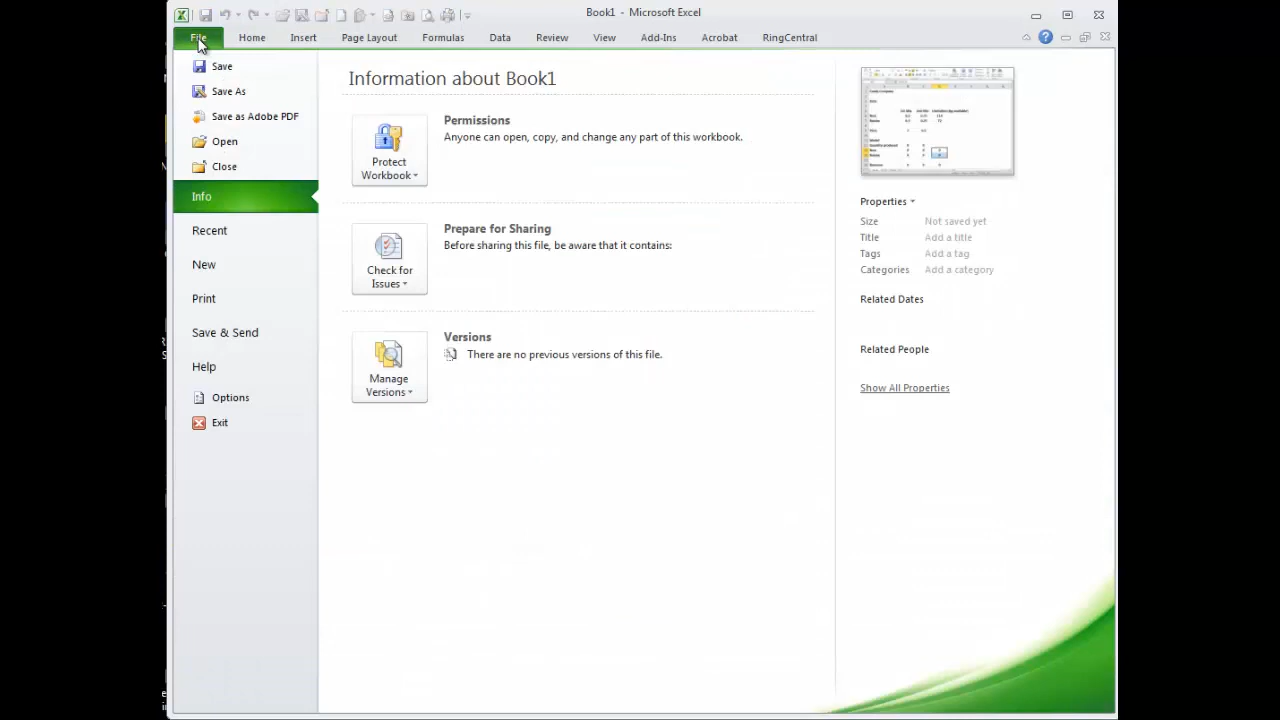 Book1 - Microsoft Excel
File Home Insert Page Layout Formulas Data Review View Add-Ins Acrobat RingCentral
Save
Save As
Save as Adobe PDF
Open
Close
Info
Recent
New
Print
Save & Send
Help
Options
Exit
Information about Book1
Protect Workbook
Permissions
Anyone can open, copy, and change any part of this workbook.
Check for Issues
Prepare for Sharing
Before sharing this file, be aware that it contains:
Manage Versions
Versions
There are no previous versions of this file.
Properties
Size Not saved yet
Title Add a title
Tags Add a tag
Categories Add a category
Related Dates
Related People
Show All Properties